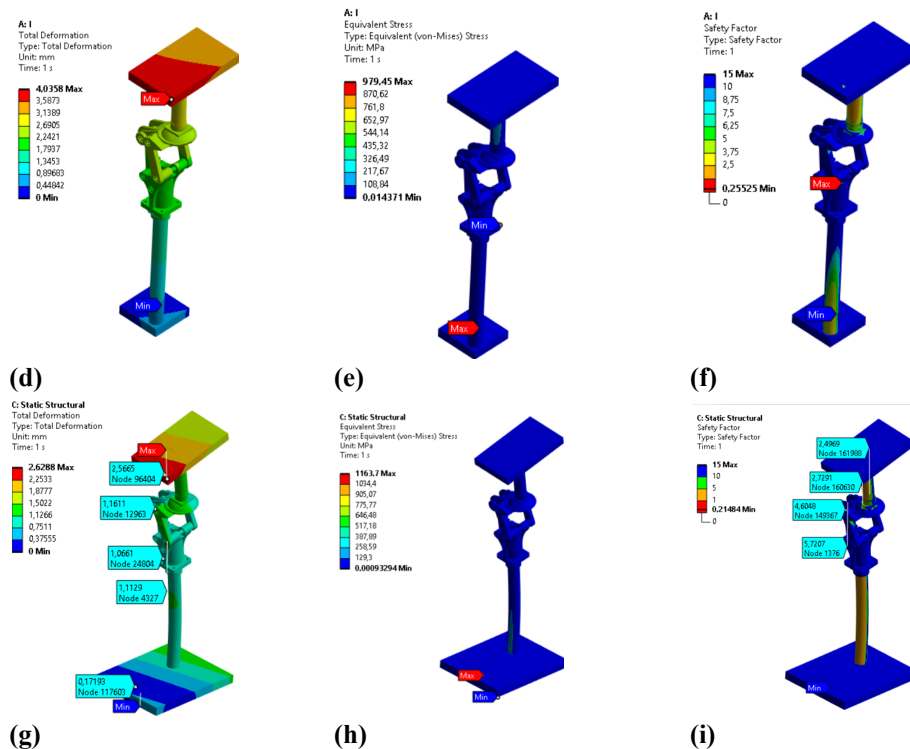 A: I
Total Deformation
Type: Total Deformation
Unit: mm
Time: 1 s
4,0358 Max
3,5873
3,1389
2,6905
2,2421
1,7937
1,3453
0,89683
0,44842
0 Min
Max
Min
(d)
A: I
Equivalent Stress
Type: Equivalent (von-Mises) Stress
Unit: MPa
Time: 1 s
979,45 Max
870,62
761,8
652,97
544,14
435,32
326,49
217,67
108,84
0,014371 Min
Min
Max
(e)
A: I
Safety Factor
Type: Safety Factor
Time: 1
15 Max
10
8,75
7,5
6,25
5
3,75
2,5
0,25525 Min
0
Max
Min
(f)
C: Static Structural
Total Deformation
Type: Total Deformation
Unit: mm
Time: 1 s
2,6288 Max
2,2533
1,8777
1,5022
1,1266
0,7511
0,37555
0 Min
Max
2,5665
Node 96404
1,1611
Node 12963
1,0661
Node 24804
1,1129
Node 4327
0,17193
Node 117603
Min
(g)
C: Static Structural
Equivalent Stress
Type: Equivalent (von-Mises) Stress
Unit: MPa
Time: 1 s
1163,7 Max
1034,4
905,07
775,77
646,48
517,18
387,89
258,59
129,3
0,00093294 Min
Max
Min
(h)
C: Static Structural
Safety Factor
Type: Safety Factor
Time: 1 s
15 Max
10
5
1
0,21484 Min
0
2,4969
Node 161988
2,7291
Node 160630
4,6048
Node 149367
5,7207
Node 1376
Min
(i)